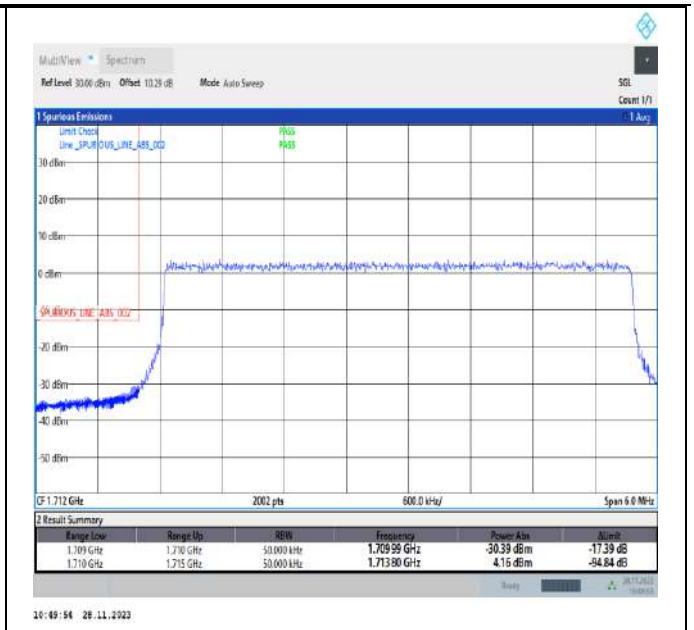 MultiView Spectrum
Ref Level 30.00 dBm Offset 10.29 dB Mode Auto Sweep SGL
Count 1/1
1 Spurious Emissions 1 Avg
Limit Check PASS
Line _SPURIOUS_LINE_ABS_002 PASS
30 dBm
20 dBm
10 dBm
0 dBm
SPURIOUS_LINE_ABS_002
-20 dBm
-30 dBm
-40 dBm
-50 dBm
CF 1.712 GHz 2002 pts 600.0 kHz/ Span 6.0 MHz
2 Result Summary
Range Low Range Up RBW Frequency Power Abs ΔLimit
1.709 GHz 1.710 GHz 50.000 kHz 1.70999 GHz -30.39 dBm -17.39 dB
1.710 GHz 1.715 GHz 50.000 kHz 1.71380 GHz 4.16 dBm -94.84 dB
Ready 28.11.2023
10:49:54 28.11.2023